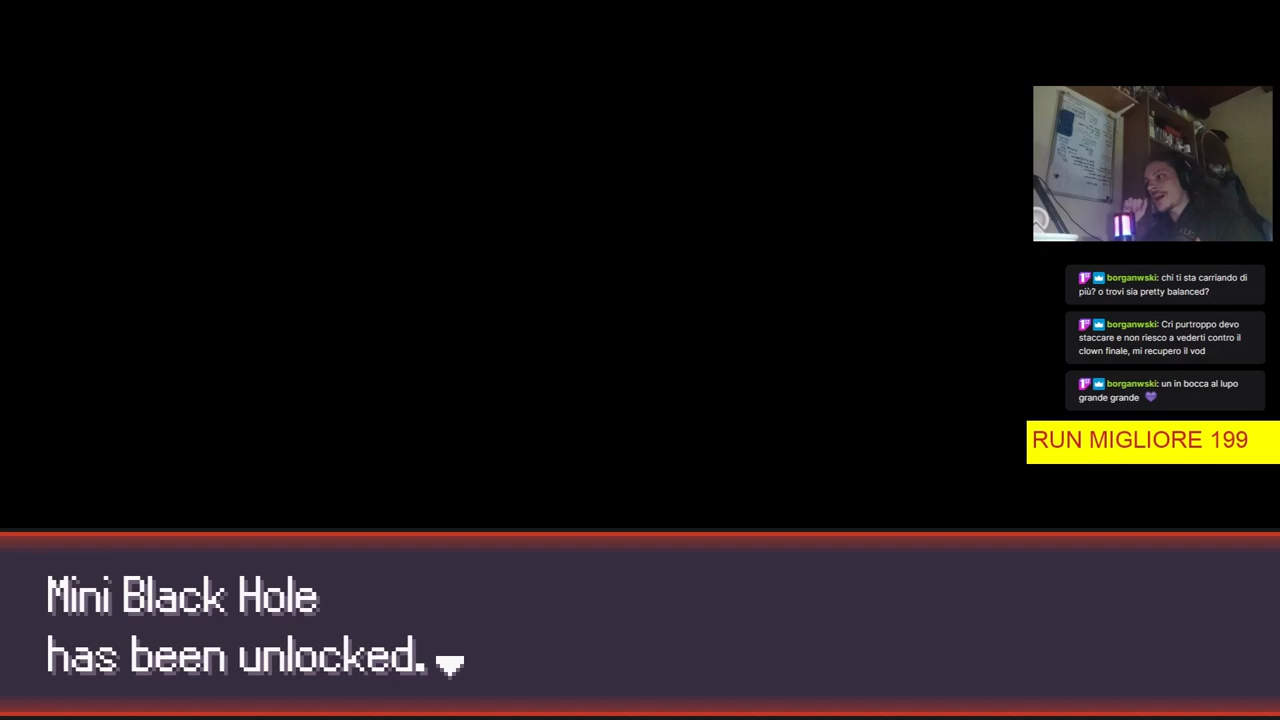 borganwski: chi ti sta carriando di
più? o trovi sia pretty balanced?
borganwski: Cri purtroppo devo
staccare e non riesco a vederti contro il
clown finale, mi recupero il vod
borganwski: un in bocca al lupo
grande grande
RUN MIGLIORE 199
Mini Black Hole
has been unlocked.